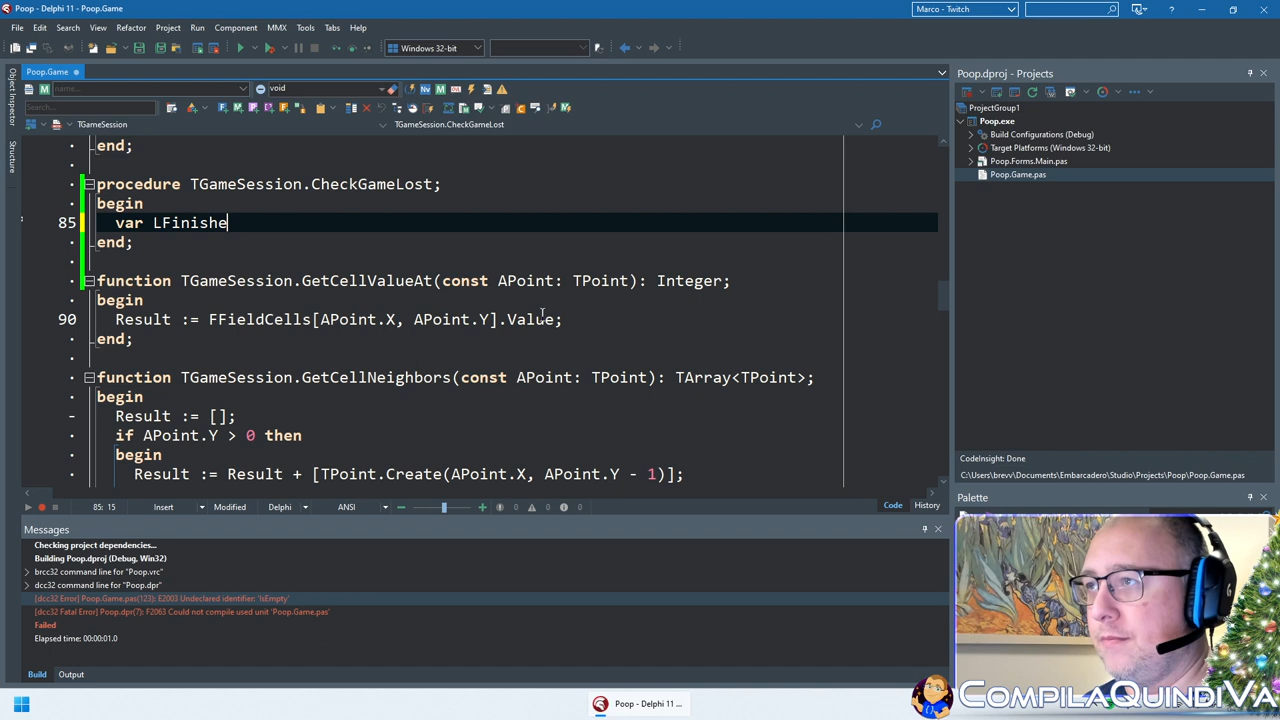 Poop - Delphi 11 - Poop.Game
Marco - Twitch
File Edit Search View Refactor Project Run Component MMX Tools Tabs Help
Windows 32-bit
Poop.Game
Poop.dproj - Projects
name...
void
Search...
TGameSession
TGameSession.CheckGameLost
ProjectGroup1
Poop.exe
Build Configurations (Debug)
Target Platforms (Windows 32-bit)
Poop.Forms.Main.pas
Poop.Game.pas
Object Inspector
Structure
end;
procedure TGameSession.CheckGameLost;
begin
85 var LFinishe
end;
function TGameSession.GetCellValueAt(const APoint: TPoint): Integer;
begin
90 Result := FFieldCells[APoint.X, APoint.Y].Value;
end;
function TGameSession.GetCellNeighbors(const APoint: TPoint): TArray<TPoint>;
begin
Result := [];
if APoint.Y > 0 then
begin
Result := Result + [TPoint.Create(APoint.X, APoint.Y - 1)];
CodeInsight: Done
C:\Users\brevv\Documents\Embarcadero\Studio\Projects\Poop\Poop.Game.pas
85: 15 Insert Modified Delphi ANSI 0 0 0 Code History
Palette
Messages
Checking project dependencies...
Building Poop.dproj (Debug, Win32)
brcc32 command line for "Poop.vrc"
dcc32 command line for "Poop.dpr"
[dcc32 Error] Poop.Game.pas(123): E2003 Undeclared identifier: 'IsEmpty'
[dcc32 Fatal Error] Poop.dpr(7): F2063 Could not compile used unit 'Poop.Game.pas'
Failed
Elapsed time: 00:00:01.0
Build Output
Poop - Delphi 11 ...
COMPILAQUINDIVA